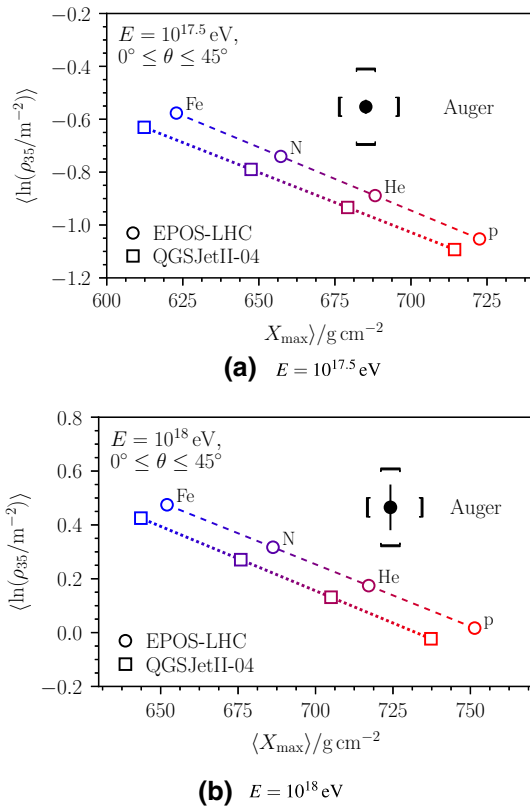 E = 10^17.5 eV,
0° ≤ θ ≤ 45°
Auger
Fe
N
He
p
EPOS-LHC
QGSJetII-04
−0.2
−0.4
−0.6
−0.8
−1.0
−1.2
⟨ln(ρ35/m−2)⟩
600 625 650 675 700 725
Xmax⟩/g cm−2
(a) E = 10^17.5 eV
E = 10^18 eV,
0° ≤ θ ≤ 45°
Auger
Fe
N
He
p
EPOS-LHC
QGSJetII-04
0.8
0.6
0.4
0.2
0.0
−0.2
⟨ln(ρ35/m−2)⟩
650 675 700 725 750
⟨Xmax⟩/g cm−2
(b) E = 10^18 eV